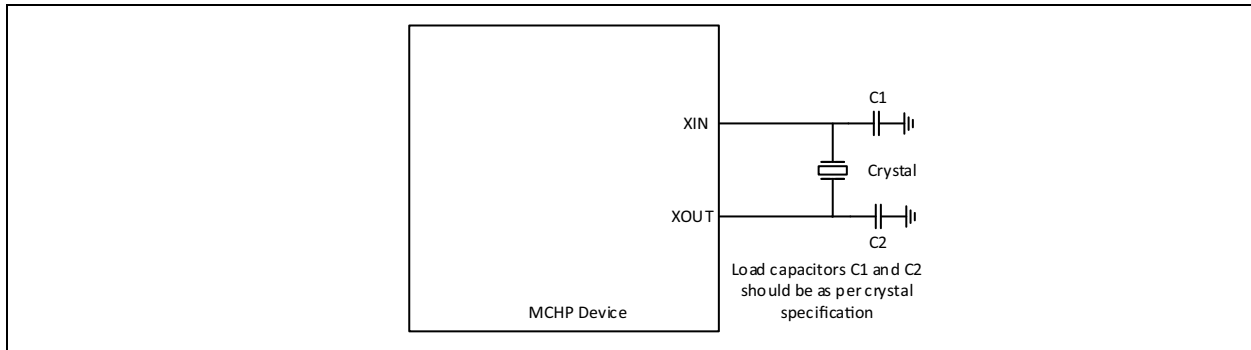 C1
XIN
Crystal
XOUT
C2
Load capacitors C1 and C2
should be as per crystal
specification
MCHP Device